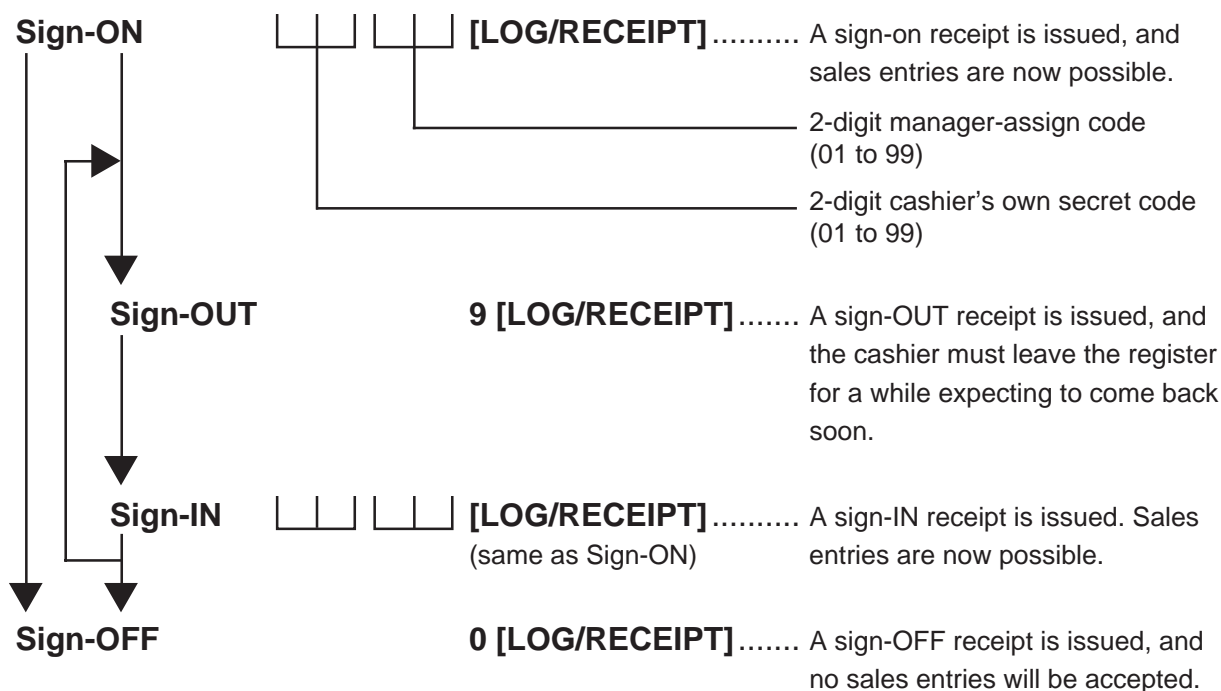 Sign-ON [LOG/RECEIPT] .......... A sign-on receipt is issued, and
sales entries are now possible.
2-digit manager-assign code
(01 to 99)
2-digit cashier's own secret code
(01 to 99)
Sign-OUT 9 [LOG/RECEIPT] ....... A sign-OUT receipt is issued, and
the cashier must leave the register
for a while expecting to come back
soon.
Sign-IN [LOG/RECEIPT] .......... A sign-IN receipt is issued. Sales
(same as Sign-ON) entries are now possible.
Sign-OFF 0 [LOG/RECEIPT] ....... A sign-OFF receipt is issued, and
no sales entries will be accepted.